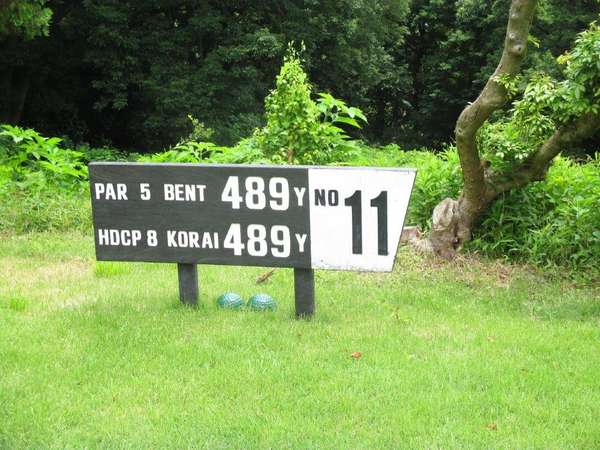 PAR 5 BENT 489Y
HDCP 8 KORAI 489Y
NO 11